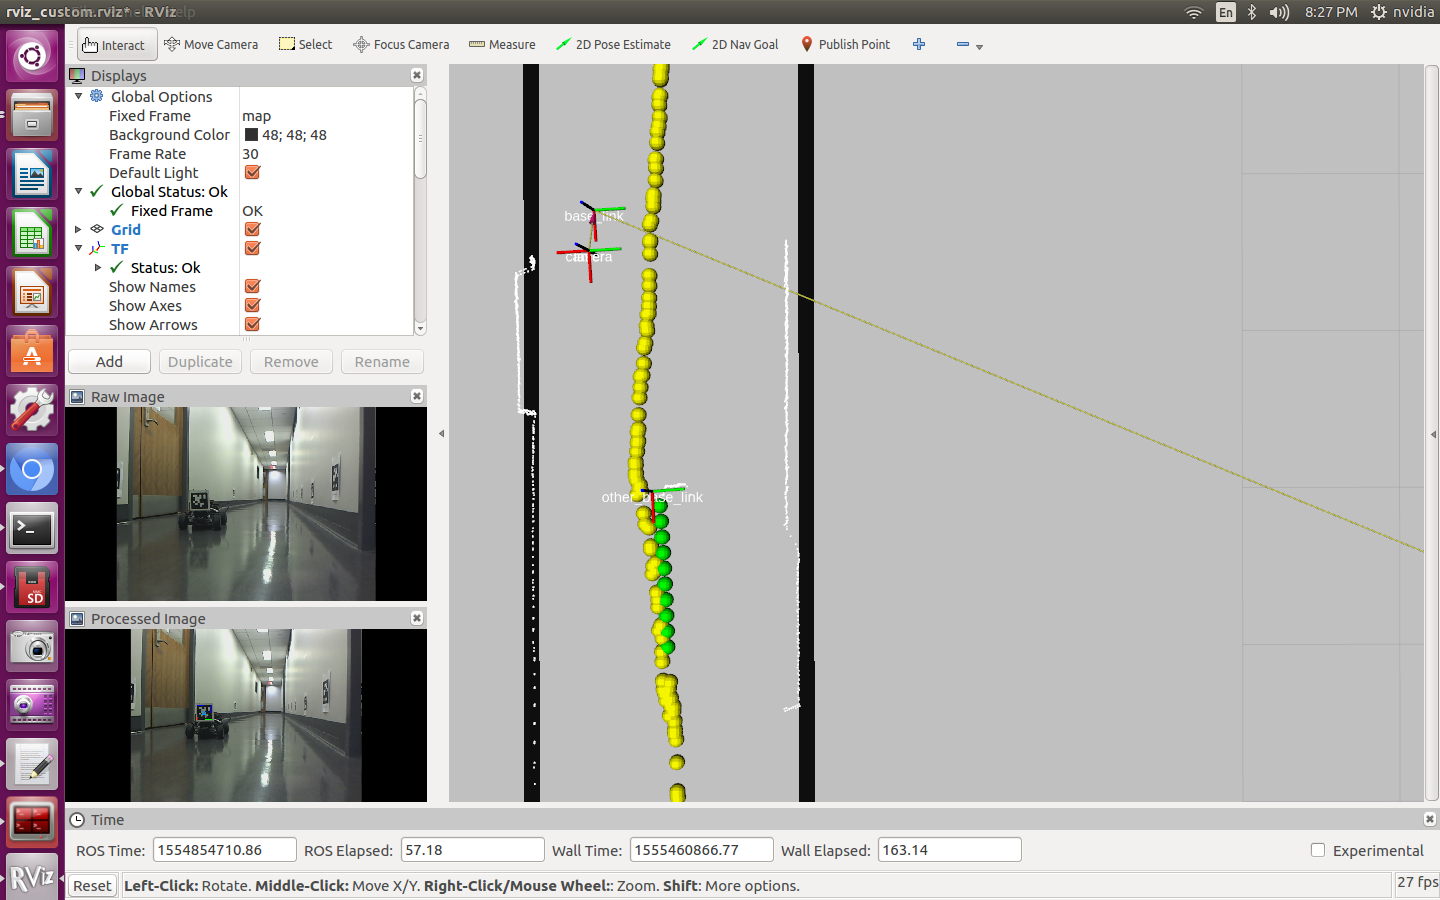 rviz_custom.rviz* - RViz
En
8:27 PM
nvidia
Interact
Move Camera
Select
Focus Camera
Measure
2D Pose Estimate
2D Nav Goal
Publish Point
Displays
Global Options
Fixed Frame map
Background Color 48; 48; 48
Frame Rate 30
Default Light
Global Status: Ok
Fixed Frame OK
Grid
TF
Status: Ok
Show Names
Show Axes
Show Arrows
Add
Duplicate
Remove
Rename
Raw Image
Processed Image
base_link
other_base_link
SD
RViz
Time
ROS Time: 1554854710.86
ROS Elapsed: 57.18
Wall Time: 1555460866.77
Wall Elapsed: 163.14
Experimental
Reset
Left-Click: Rotate. Middle-Click: Move X/Y. Right-Click/Mouse Wheel:: Zoom. Shift: More options.
27 fps